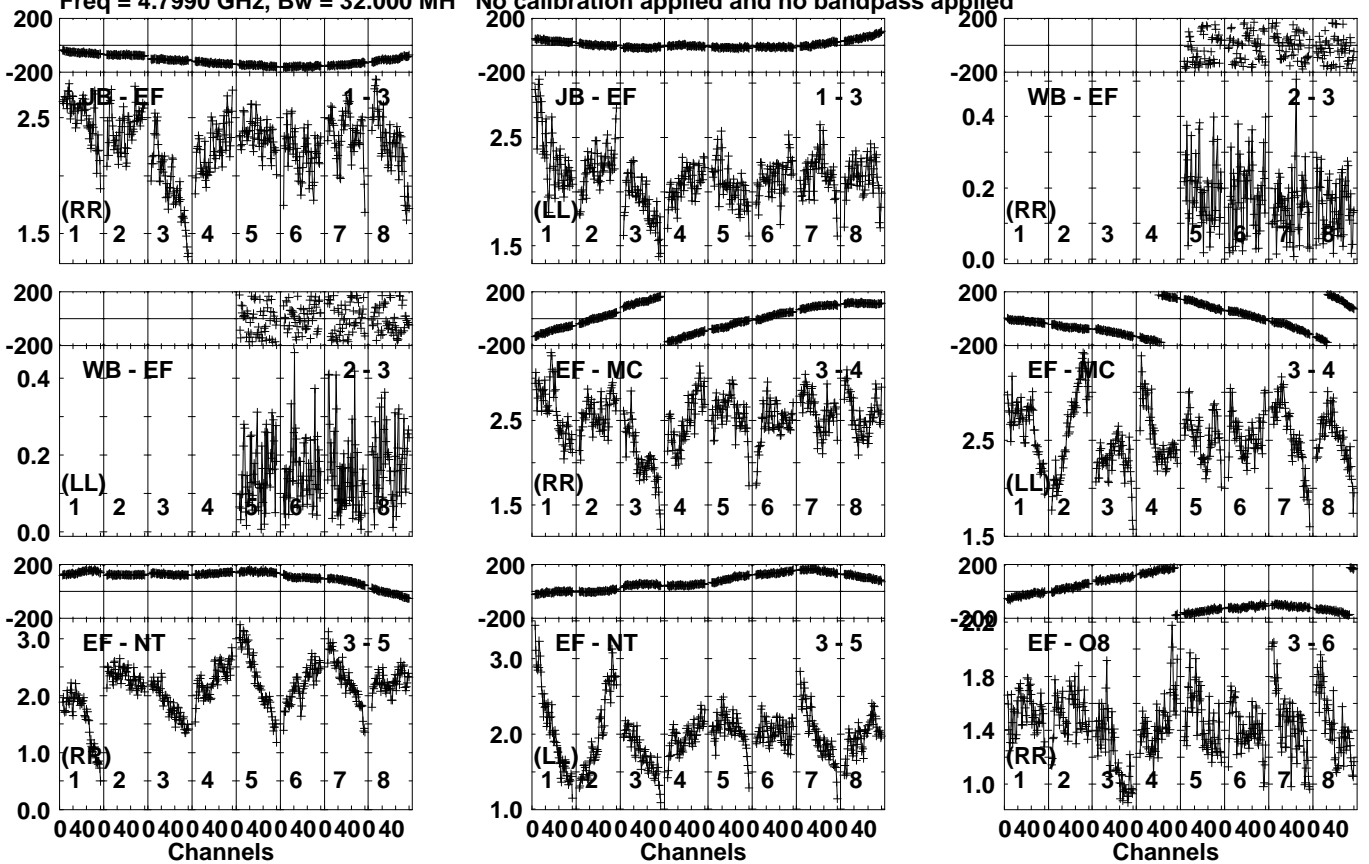 Freq = 4.7990 GHz, Bw = 32.000 MH No calibration applied and no bandpass applied
200
-200
JB - EF 1 - 3
2.5
1.5
(RR)
1 2 3 4 5 6 7 8
200
-200
JB - EF 1 - 3
2.5
1.5
(LL)
1 2 3 4 5 6 7 8
200
-200
WB - EF 2 - 3
0.4
0.2
0.0
(RR)
1 2 3 4 5 6 7 8
200
-200
WB - EF 2 - 3
0.4
0.2
0.0
(LL)
1 2 3 4 5 6 7 8
200
-200
EF - MC 3 - 4
2.5
1.5
(RR)
1 2 3 4 5 6 7 8
200
-200
EF - MC 3 - 4
2.5
1.5
(LL)
1 2 3 4 5 6 7 8
200
-200
EF - NT 3 - 5
3.0
2.0
1.0
0.0
(RR)
1 2 3 4 5 6 7 8
0 40 0 40 0 40 0 40 0 40 0 40 0 40 0 40
Channels
200
-200
EF - NT 3 - 5
3.0
2.0
1.0
(LL)
1 2 3 4 5 6 7 8
0 40 0 40 0 40 0 40 0 40 0 40 0 40 0 40
Channels
200
-200
2.2
EF - O8 3 - 6
1.8
1.4
1.0
(RR)
1 2 3 4 5 6 7 8
0 40 0 40 0 40 0 40 0 40 0 40 0 40 0 40
Channels